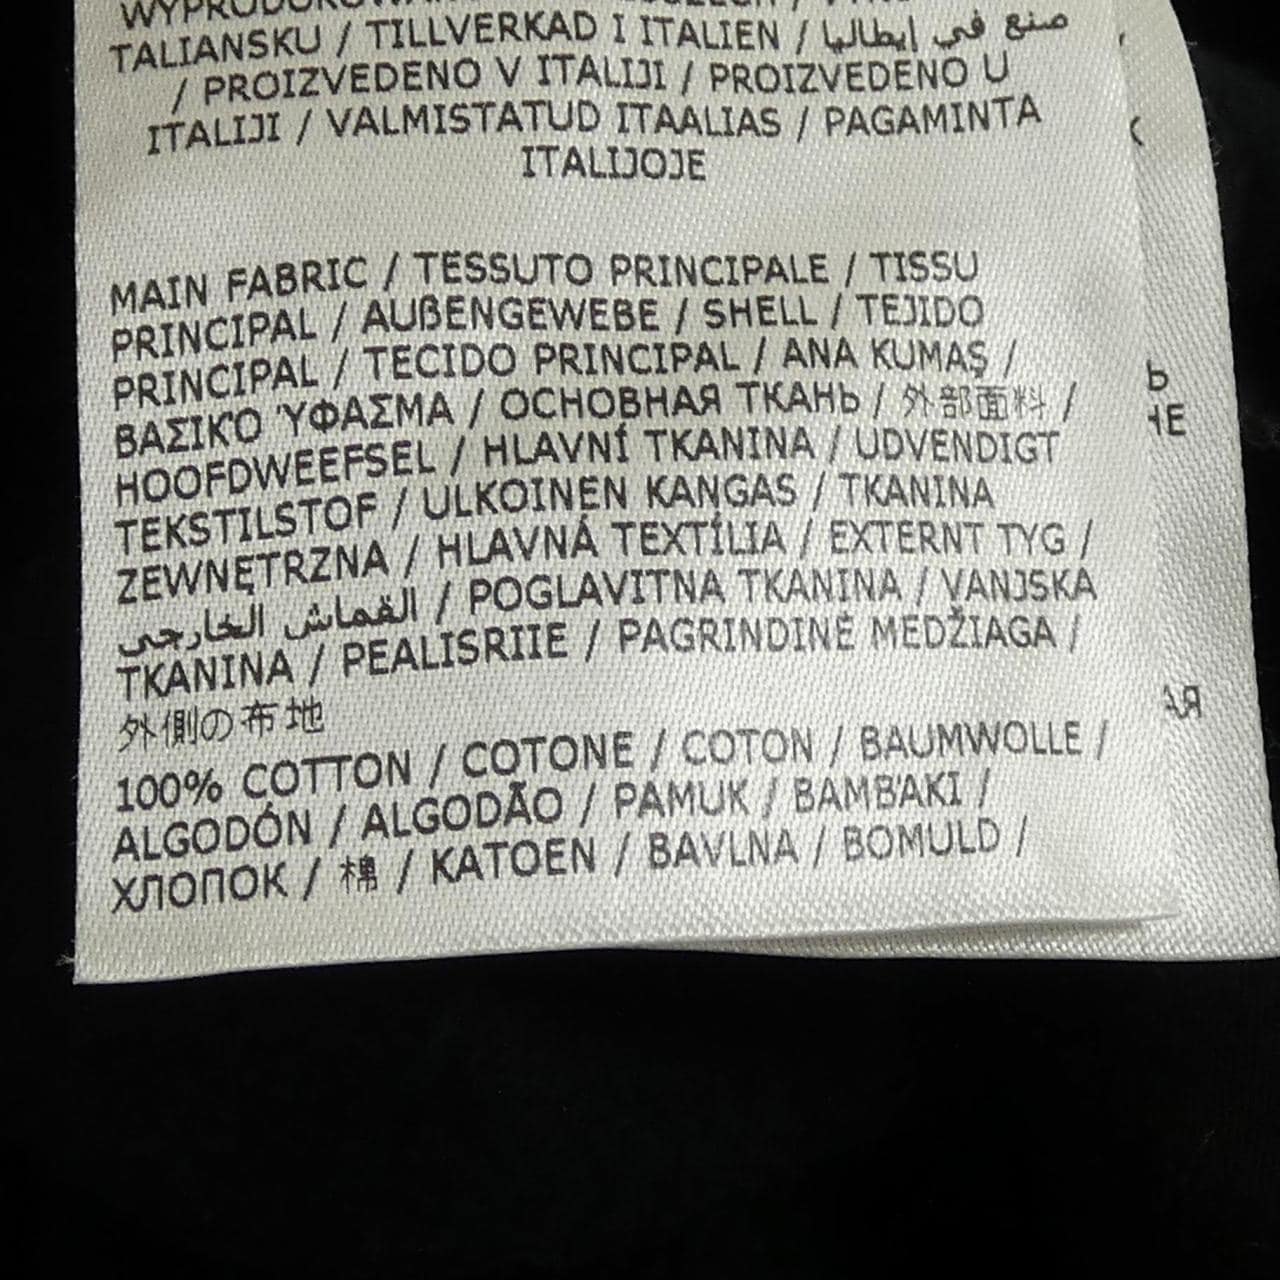 TALIANSKU / TILLVERKAD I ITALIEN / صنع في إيطاليا
/ PROIZVEDENO V ITALIJI / PROIZVEDENO U
ITALIJI / VALMISTATUD ITAALIAS / PAGAMINTA
ITALIJOJE
MAIN FABRIC / TESSUTO PRINCIPALE / TISSU
PRINCIPAL / AUßENGEWEBE / SHELL / TEJIDO
PRINCIPAL / TECIDO PRINCIPAL / ANA KUMAŞ /
ΒΑΣΙΚΌ ΎΦΑΣΜΑ / ОСНОВНАЯ ТКАНЬ / 外部面料 /
HOOFDWEEFSEL / HLAVNÍ TKANINA / UDVENDIGT
TEKSTILSTOF / ULKOINEN KANGAS / TKANINA
ZEWNĘTRZNA / HLAVNÁ TEXTÍLIA / EXTERNT TYG /
القماش الخارجي / POGLAVITNA TKANINA / VANJSKA
TKANINA / PEALISRIIE / PAGRINDINĖ MEDŽIAGA /
外側の布地
100% COTTON / COTONE / COTON / BAUMWOLLE /
ALGODÓN / ALGODÃO / PAMUK / ΒΑΜΒΆΚΙ /
ХЛОПОК / 棉 / KATOEN / BAVLNA / BOMULD /